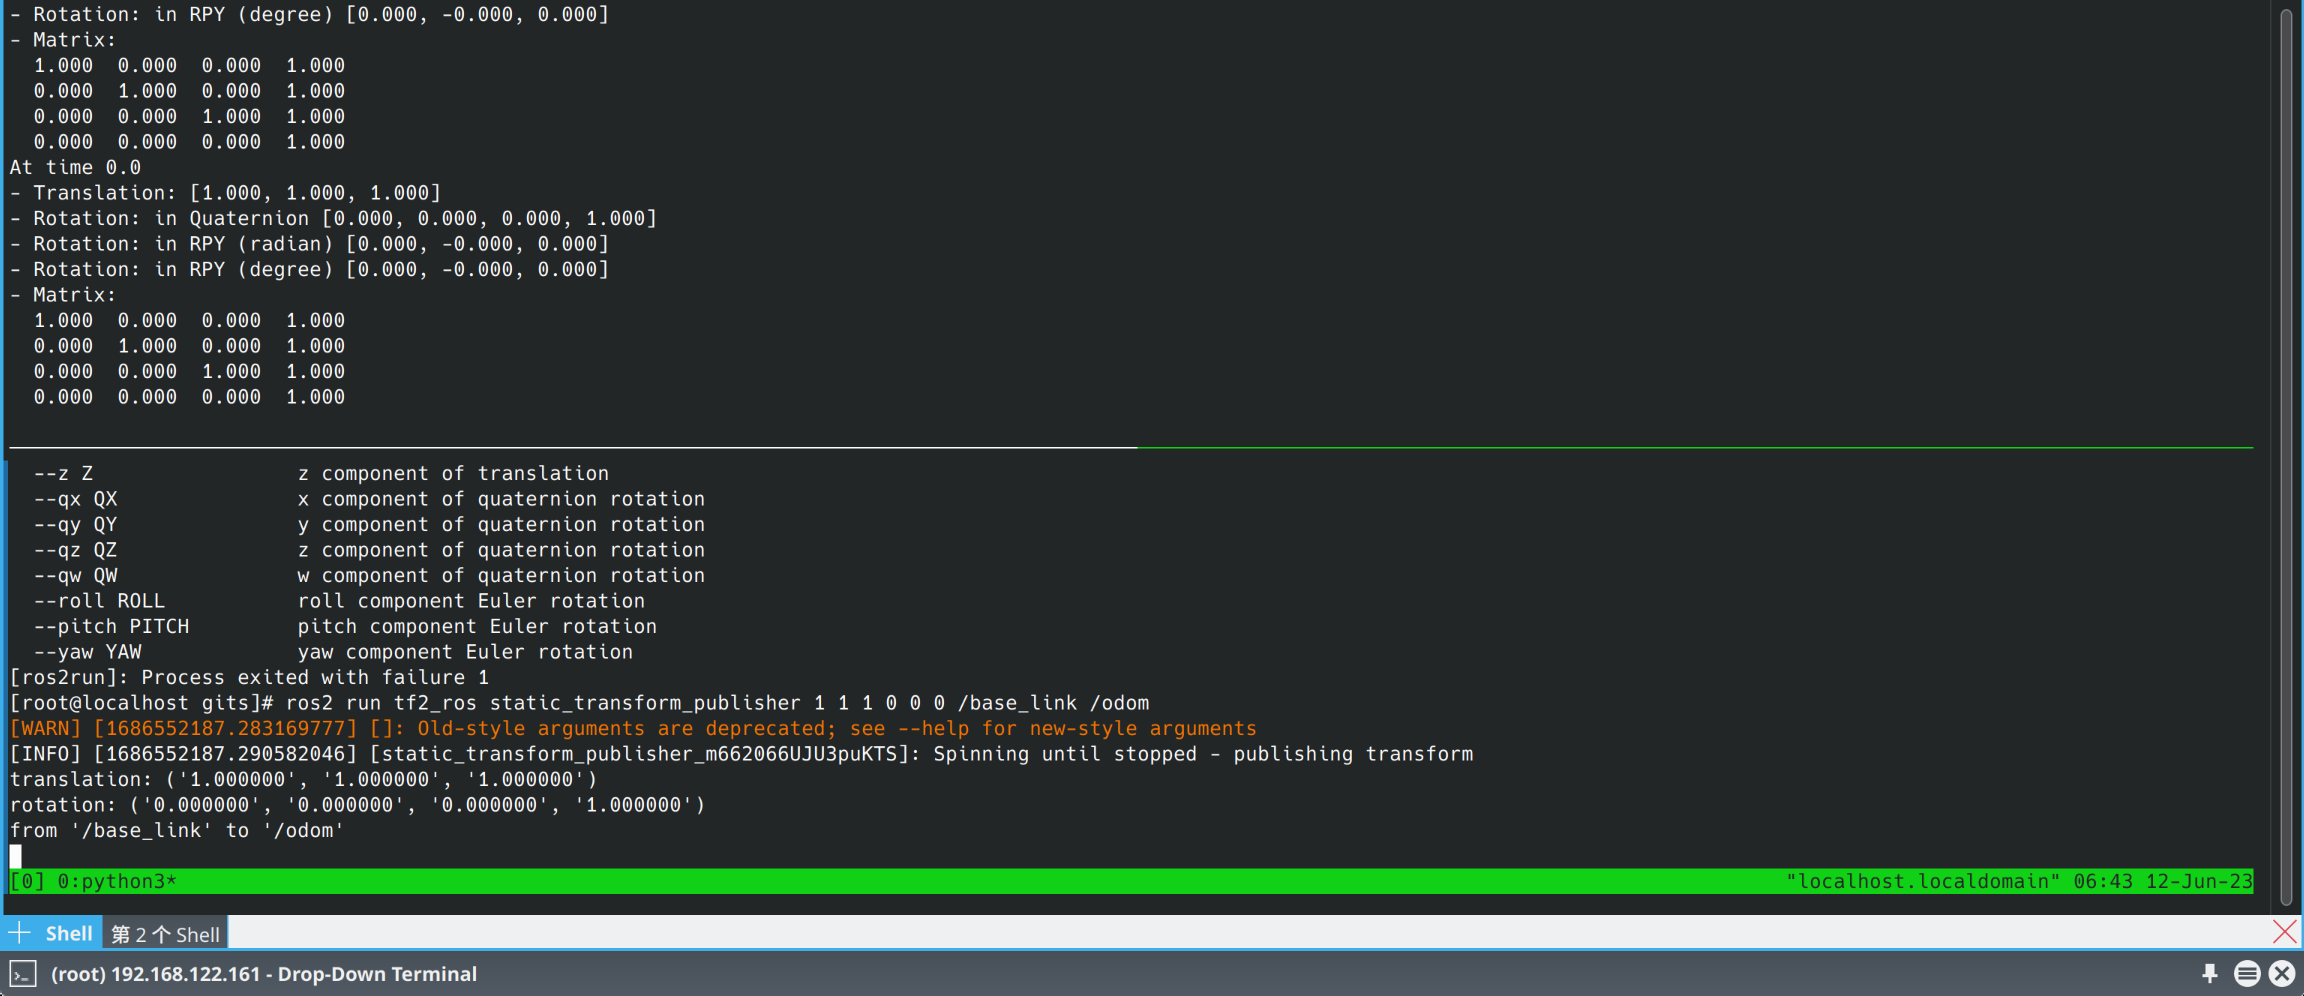 - Rotation: in RPY (degree) [0.000, -0.000, 0.000]
- Matrix:
  1.000  0.000  0.000  1.000
  0.000  1.000  0.000  1.000
  0.000  0.000  1.000  1.000
  0.000  0.000  0.000  1.000
At time 0.0
- Translation: [1.000, 1.000, 1.000]
- Rotation: in Quaternion [0.000, 0.000, 0.000, 1.000]
- Rotation: in RPY (radian) [0.000, -0.000, 0.000]
- Rotation: in RPY (degree) [0.000, -0.000, 0.000]
- Matrix:
  1.000  0.000  0.000  1.000
  0.000  1.000  0.000  1.000
  0.000  0.000  1.000  1.000
  0.000  0.000  0.000  1.000
  --z Z                 z component of translation
  --qx QX               x component of quaternion rotation
  --qy QY               y component of quaternion rotation
  --qz QZ               z component of quaternion rotation
  --qw QW               w component of quaternion rotation
  --roll ROLL           roll component Euler rotation
  --pitch PITCH         pitch component Euler rotation
  --yaw YAW             yaw component Euler rotation
[ros2run]: Process exited with failure 1
[root@localhost gits]# ros2 run tf2_ros static_transform_publisher 1 1 1 0 0 0 /base_link /odom
[WARN] [1686552187.283169777] []: Old-style arguments are deprecated; see --help for new-style arguments
[INFO] [1686552187.290582046] [static_transform_publisher_m662066UJU3puKTS]: Spinning until stopped - publishing transform
translation: ('1.000000', '1.000000', '1.000000')
rotation: ('0.000000', '0.000000', '0.000000', '1.000000')
from '/base_link' to '/odom'
[0] 0:python3* "localhost.localdomain" 06:43 12-Jun-23
Shell 第 2 个 Shell
(root) 192.168.122.161 - Drop-Down Terminal